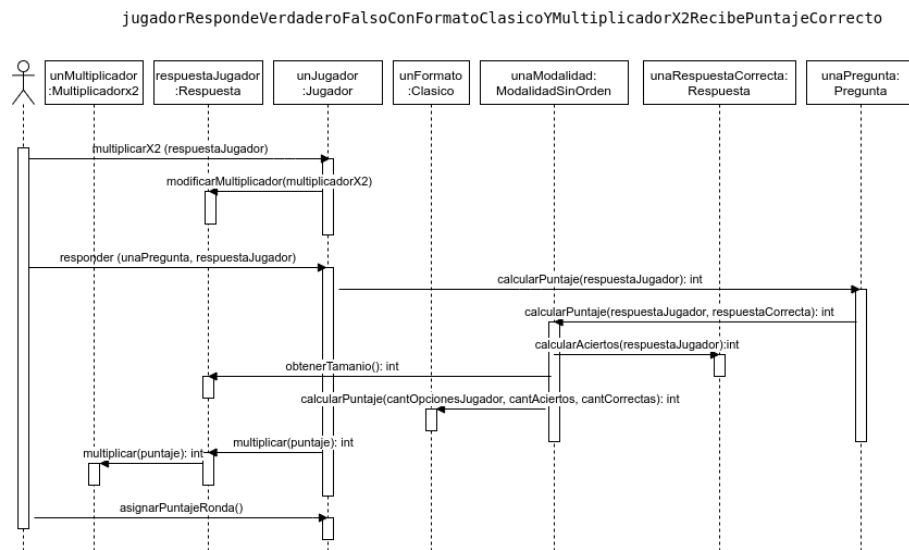 jugadorRespondeVerdaderoFalsoConFormatoClasicoYMultiplicadorX2RecibePuntajeCorrecto
unMultiplicador
:Multiplicadorx2
respuestaJugador
:Respuesta
unJugador
:Jugador
unFormato
:Clasico
unaModalidad:
ModalidadSinOrden
unaRespuestaCorrecta:
Respuesta
unaPregunta:
Pregunta
multiplicarX2 (respuestaJugador)
modificarMultiplicador(multiplicadorX2)
responder (unaPregunta, respuestaJugador)
calcularPuntaje(respuestaJugador): int
calcularPuntaje(respuestaJugador, respuestaCorrecta): int
calcularAciertos(respuestaJugador):int
obtenerTamanio(): int
calcularPuntaje(cantOpcionesJugador, cantAciertos, cantCorrectas): int
multiplicar(puntaje): int
multiplicar(puntaje): int
asignarPuntajeRonda()